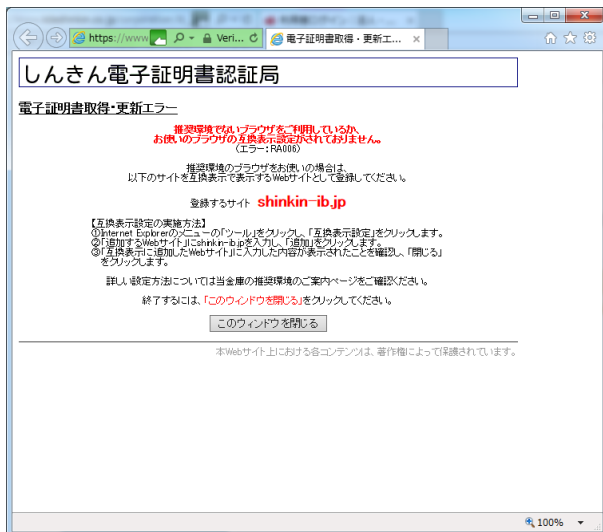 https://www
Veri...
電子証明書取得・更新エ...
しんきん電子証明書認証局
電子証明書取得・更新エラー
推奨環境でないブラウザをご利用しているか、
お使いのブラウザの互換表示設定がされておりません。
(エラー:RA006)
推奨環境のブラウザをお使いの場合は、
以下のサイトを互換表示で表示するWebサイトとして登録してください。
登録するサイト shinkin-ib.jp
【互換表示設定の実施方法】
①Internet Explorerのメニューの「ツール」をクリックし、「互換表示設定」をクリックします。
②「追加するWebサイト」にshinkin-ib.jpを入力し、「追加」をクリックします。
③「互換表示に追加したWebサイト」に入力した内容が表示されたことを確認し、「閉じる」
をクリックします。
詳しい設定方法については当金庫の推奨環境のご案内ページをご確認ください。
終了するには、「このウィンドウを閉じる」をクリックしてください。
このウィンドウを閉じる
本Webサイト上における各コンテンツは、著作権によって保護されています。
100%